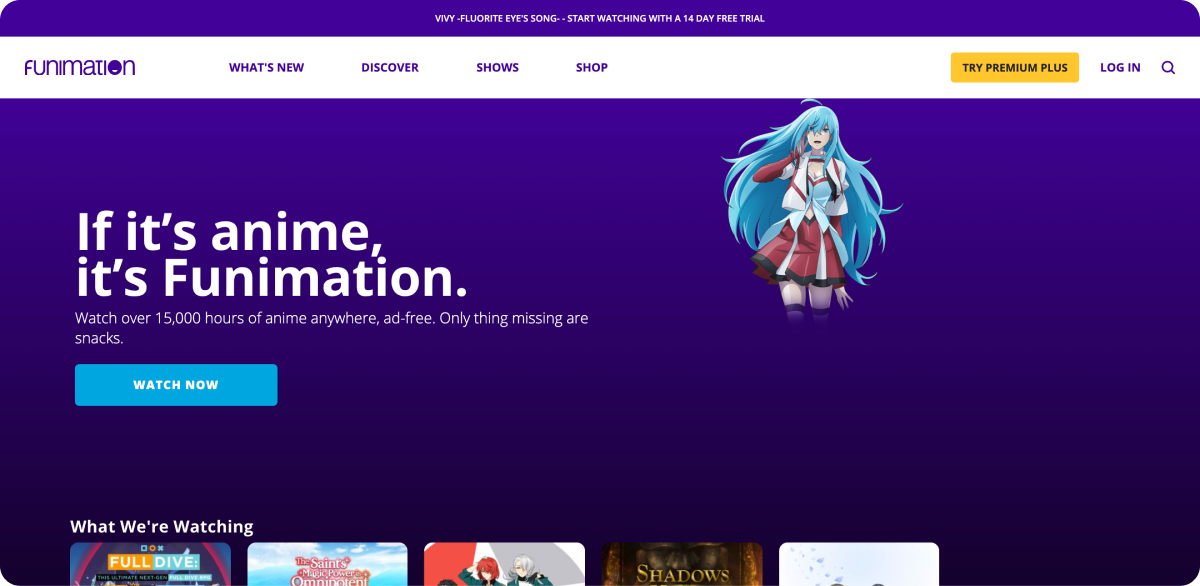 VIVY -FLUORITE EYE'S SONG- - START WATCHING WITH A 14 DAY FREE TRIAL
FUNIMATION
WHAT'S NEW
DISCOVER
SHOWS
SHOP
TRY PREMIUM PLUS
LOG IN
If it's anime,
it's Funimation.
Watch over 15,000 hours of anime anywhere, ad-free. Only thing missing are
snacks.
WATCH NOW
What We're Watching
FULL DIVE:
THIS ULTIMATE NEXT-GEN FULL DIVE RPG
The Saint's
Magic Power is
Omnipotent
SHADOWS